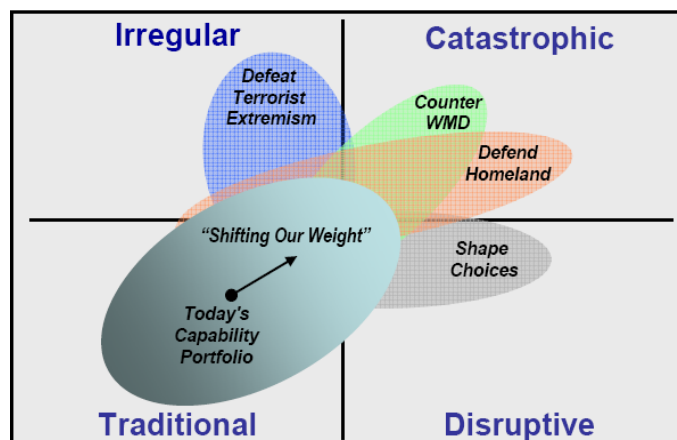 Irregular
Catastrophic
Defeat
Terrorist
Extremism
Counter
WMD
Defend
Homeland
“Shifting Our Weight”
Shape
Choices
Today's
Capability
Portfolio
Traditional
Disruptive